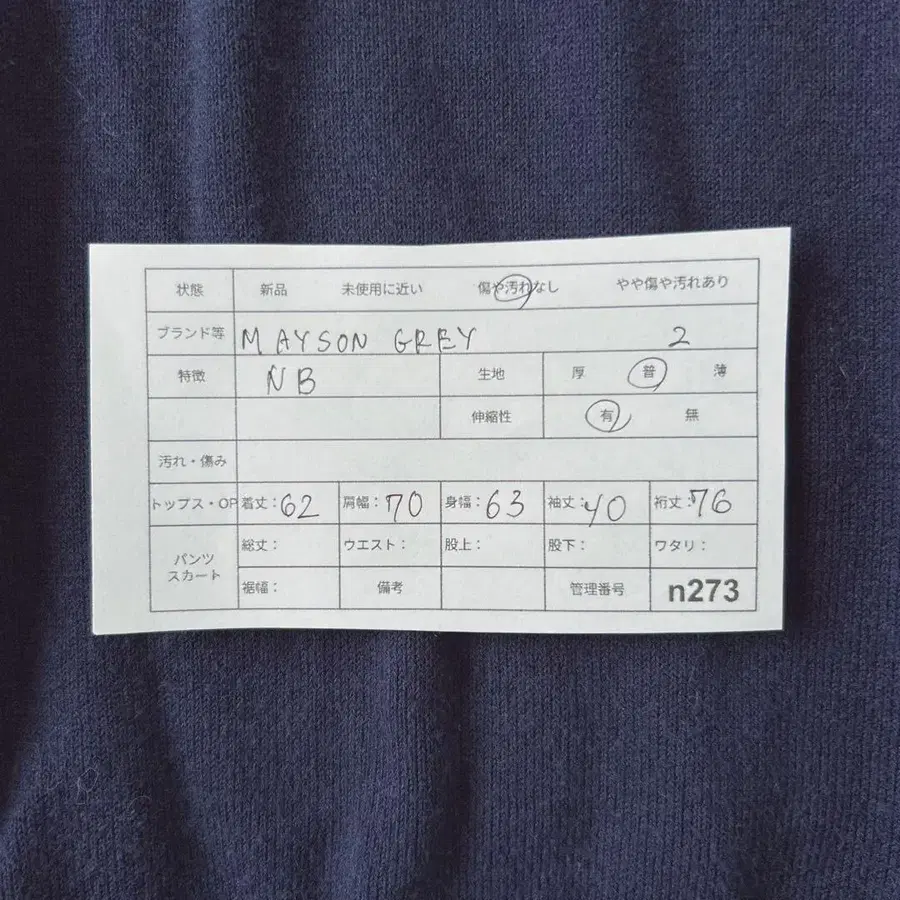 状態 新品 未使用に近い 傷や汚れなし やや傷や汚れあり
ブランド等 MAYSON GREY 2
特徴 NB 生地 厚 普 薄
伸縮性 有 無
汚れ・傷み
トップス・OP 着丈:62 肩幅:70 身幅:63 袖丈:40 裄丈:76
パンツ スカート 総丈: ウエスト: 股上: 股下: ワタリ:
裾幅: 備考 管理番号 n273